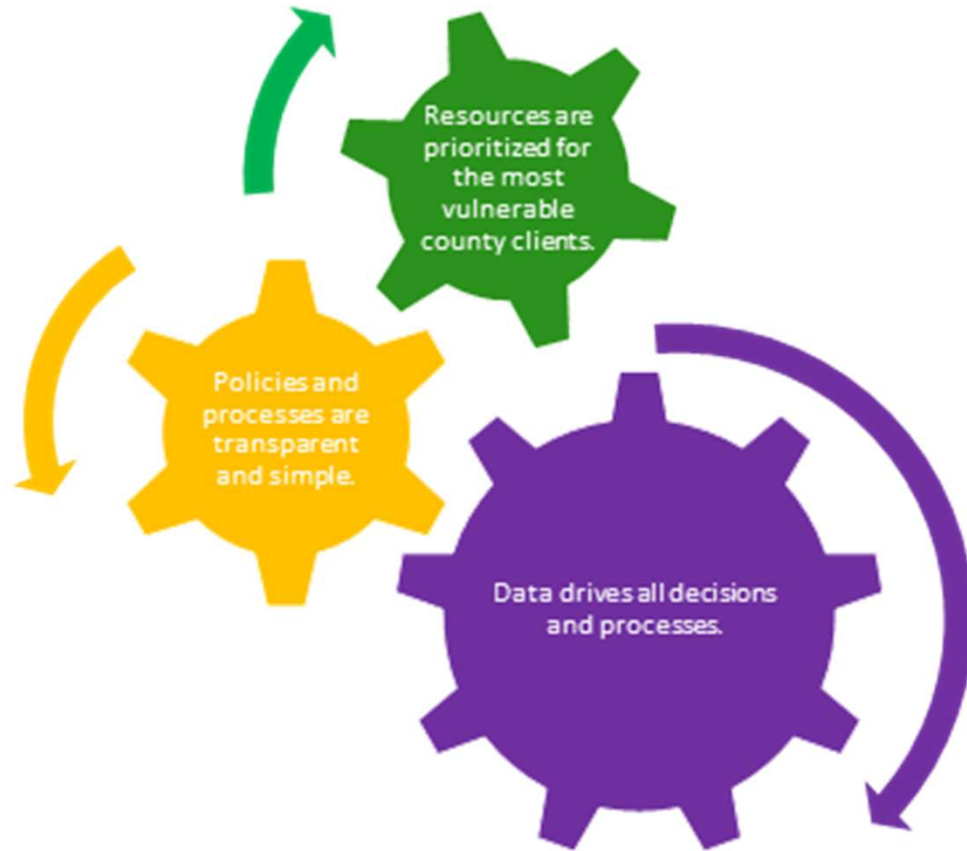 Resources are
prioritized for
the most
vulnerable
county clients.
Policies and
processes are
transparent
and simple.
Data drives all decisions
and processes.